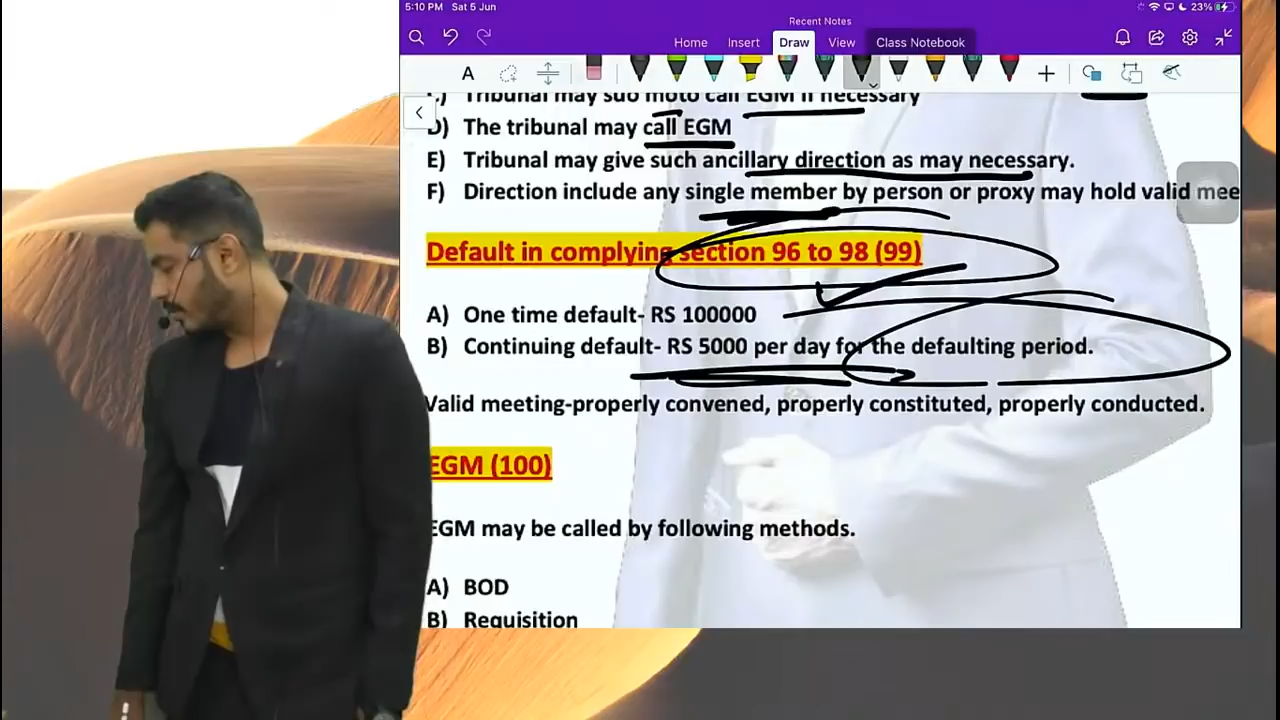 5:10 PM Sat 5 Jun
23%
Recent Notes
Home Insert Draw View Class Notebook
A
C) Tribunal may suo moto call EGM if necessary
D) The tribunal may call EGM
E) Tribunal may give such ancillary direction as may necessary.
F) Direction include any single member by person or proxy may hold valid mee
Default in complying section 96 to 98 (99)
A) One time default- RS 100000
B) Continuing default- RS 5000 per day for the defaulting period.
Valid meeting-properly convened, properly constituted, properly conducted.
EGM (100)
EGM may be called by following methods.
A) BOD
B) Requisition